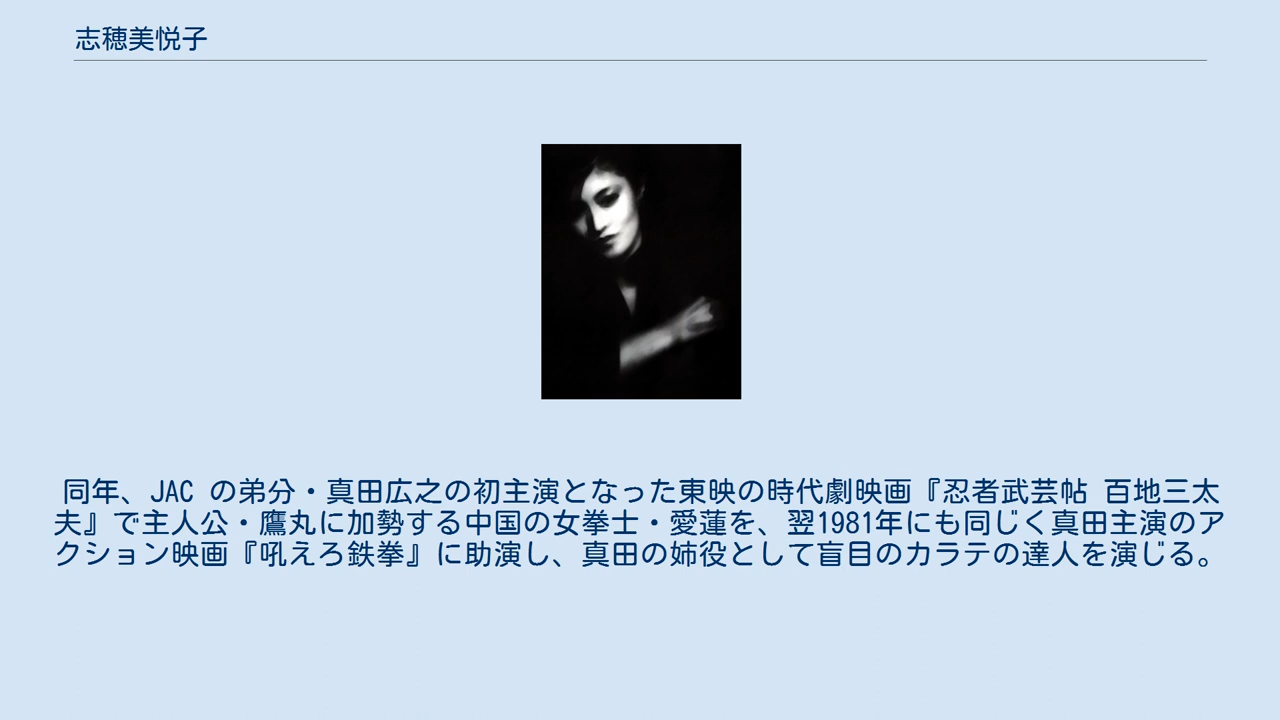 志穂美悦子
同年、JAC の弟分・真田広之の初主演となった東映の時代劇映画『忍者武芸帖 百地三太
夫』で主人公・鷹丸に加勢する中国の女拳士・愛蓮を、翌1981年にも同じく真田主演のア
クション映画『吼えろ鉄拳』に助演し、真田の姉役として盲目のカラテの達人を演じる。